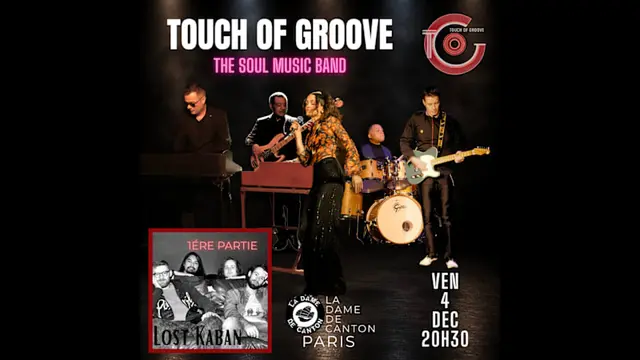 TOUCH OF GROOVE
THE SOUL MUSIC BAND
TOUCH OF GROOVE
1ÉRE PARTIE
LOST KABAN
LA DAME
DE CANTON
LA
DAME
DE
CANTON
PARIS
VEN
4
DEC
20H30